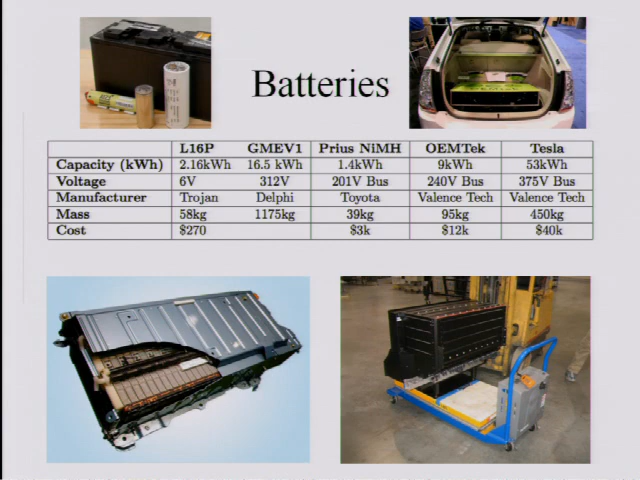 Batteries
L16P GMEV1 Prius NiMH OEMTek Tesla
Capacity (kWh) 2.16kWh 16.5 kWh 1.4kWh 9kWh 53kWh
Voltage 6V 312V 201V Bus 240V Bus 375V Bus
Manufacturer Trojan Delphi Toyota Valence Tech Valence Tech
Mass 58kg 1175kg 39kg 95kg 450kg
Cost $270 $3k $12k $40k